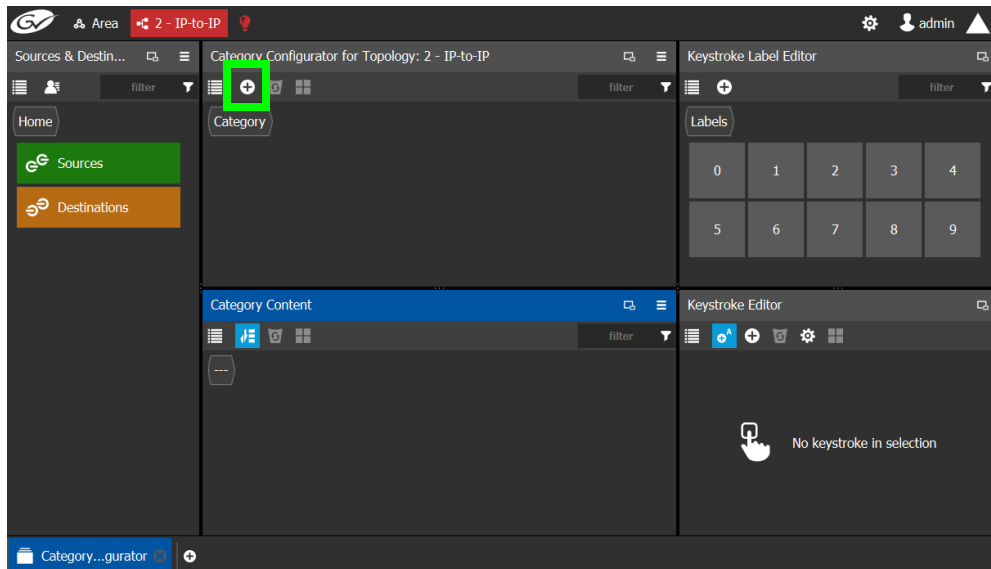 GV Area 2 - IP-to-IP admin
Sources & Destin...
filter
Home
Sources
Destinations
Category Configurator for Topology: 2 - IP-to-IP
filter
Category
Category Content
filter
---
Keystroke Label Editor
filter
Labels
0 1 2 3 4
5 6 7 8 9
Keystroke Editor
No keystroke in selection
Category...gurator